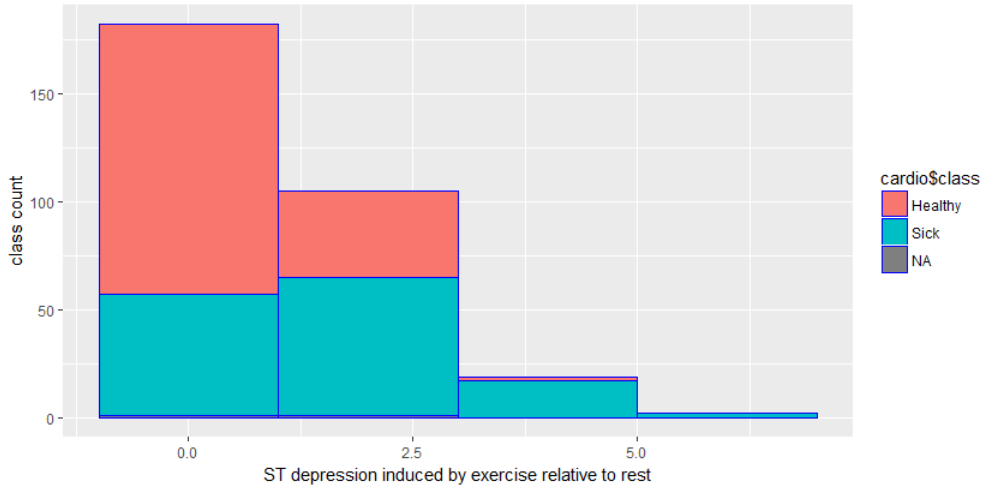 150
100
50
0
class count
0.0
2.5
5.0
ST depression induced by exercise relative to rest
cardio$class
Healthy
Sick
NA